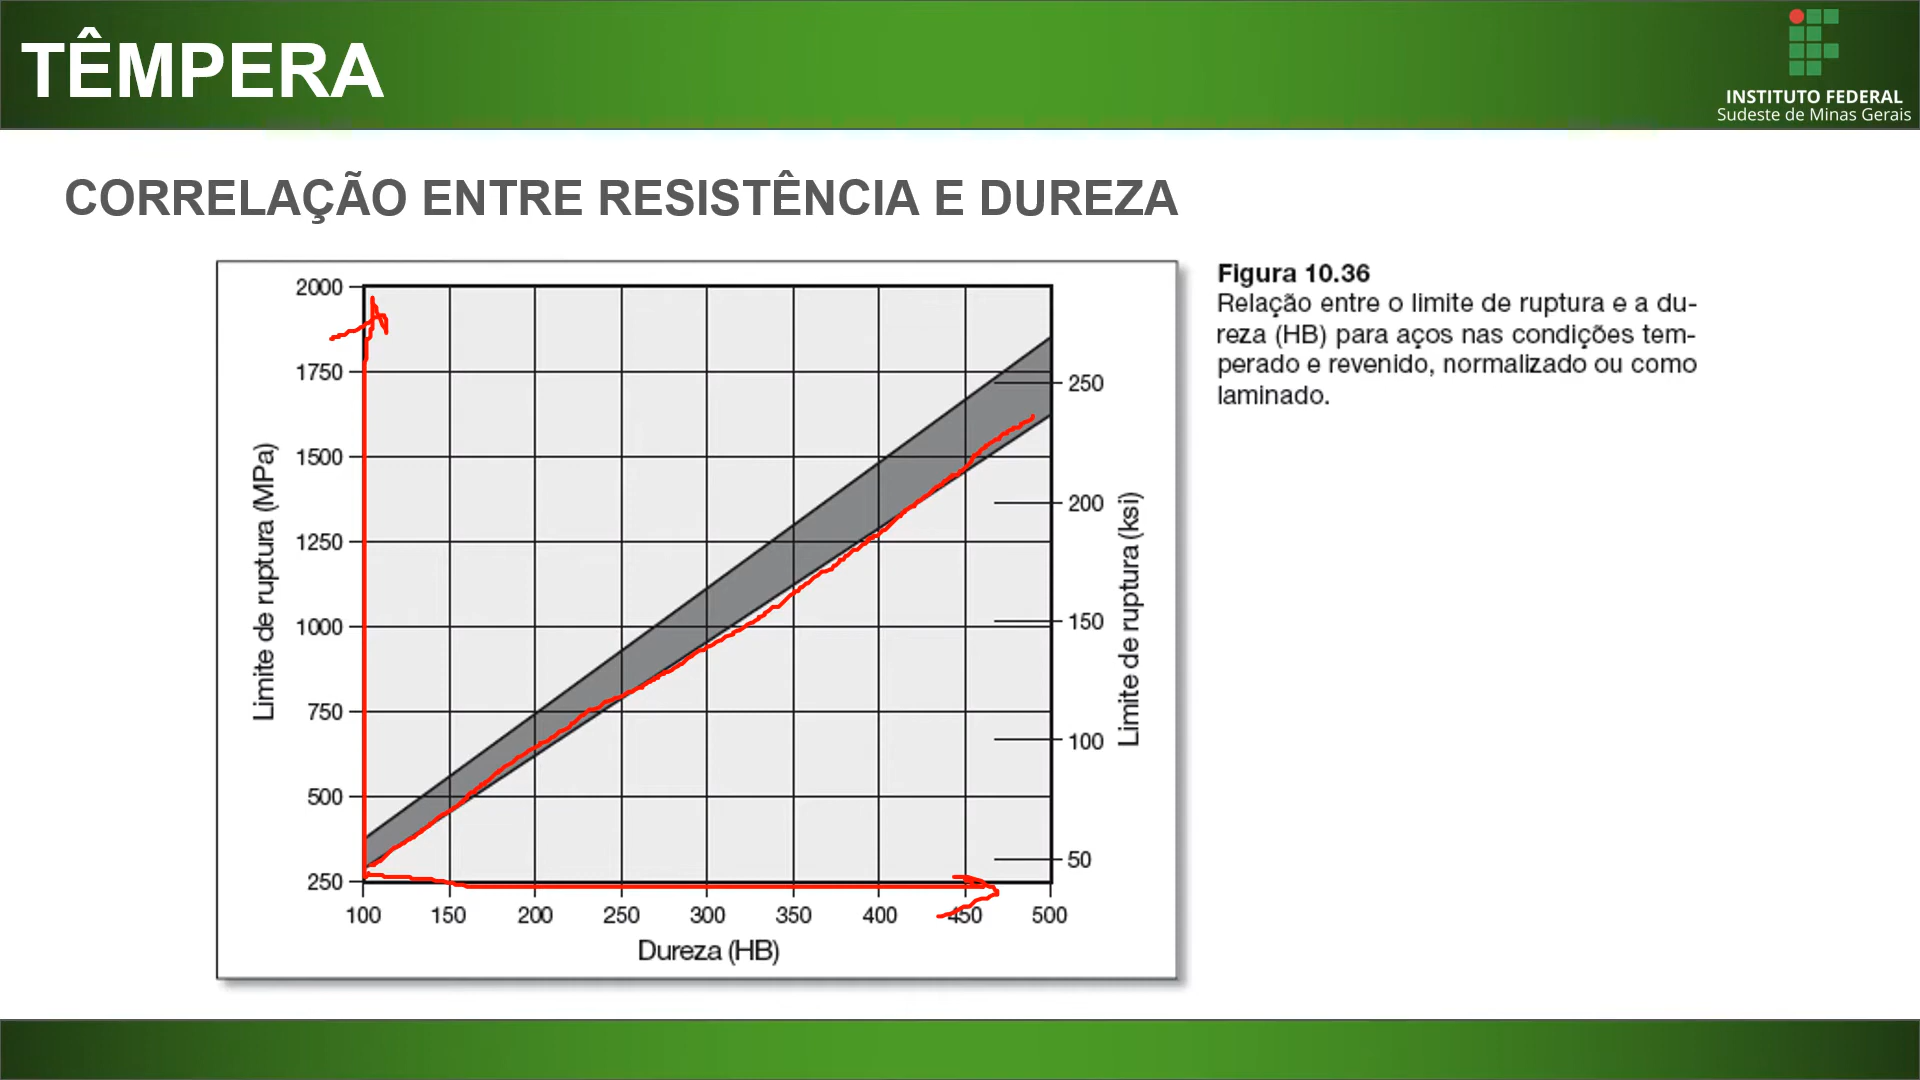 TÊMPERA
INSTITUTO FEDERAL
Sudeste de Minas Gerais
CORRELAÇÃO ENTRE RESISTÊNCIA E DUREZA
Figura 10.36
Relação entre o limite de ruptura e a du-
reza (HB) para aços nas condições tem-
perado e revenido, normalizado ou como
laminado.
Limite de ruptura (MPa)
2000
1750
1500
1250
1000
750
500
250
250
200
150
100
50
Limite de ruptura (ksi)
100 150 200 250 300 350 400 450 500
Dureza (HB)